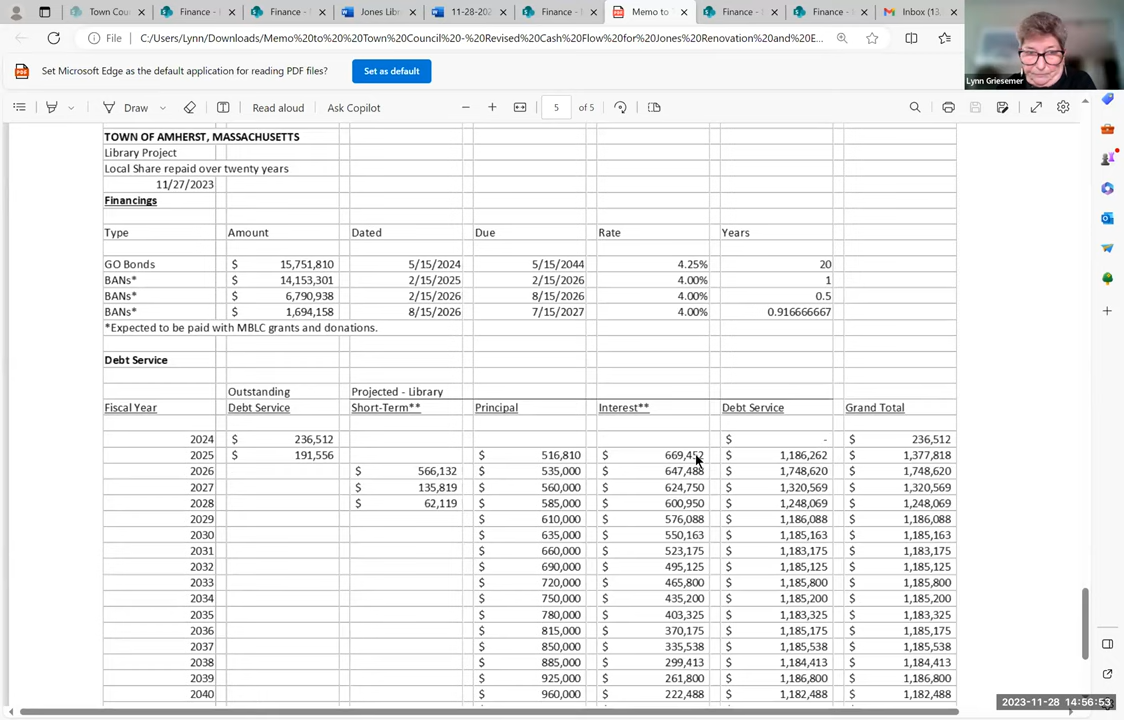 Town Cou
Finance -
Finance -
Jones Libr
11-28-202
Finance -
Memo to
Finance -
Finance -
Inbox (13
File C:/Users/Lynn/Downloads/Memo%20to%20%20Town%20Council%20-%20Revised%20Cash%20Flow%20for%20Jones%20Renovation%20and%20E...
Lynn Griesemer
Set Microsoft Edge as the default application for reading PDF files? Set as default
Draw Read aloud Ask Copilot 5 of 5
TOWN OF AMHERST, MASSACHUSETTS
Library Project
Local Share repaid over twenty years
11/27/2023
Financings
Type Amount Dated Due Rate Years
GO Bonds $ 15,751,810 5/15/2024 5/15/2044 4.25% 20
BANs* $ 14,153,301 2/15/2025 2/15/2026 4.00% 1
BANs* $ 6,790,938 2/15/2026 8/15/2026 4.00% 0.5
BANs* $ 1,694,158 8/15/2026 7/15/2027 4.00% 0.916666667
*Expected to be paid with MBLC grants and donations.
Debt Service
Outstanding Projected - Library
Fiscal Year Debt Service Short-Term** Principal Interest** Debt Service Grand Total
2024 $ 236,512 $ - $ 236,512
2025 $ 191,556 $ 516,810 $ 669,452 $ 1,186,262 $ 1,377,818
2026 $ 566,132 $ 535,000 $ 647,488 $ 1,748,620 $ 1,748,620
2027 $ 135,819 $ 560,000 $ 624,750 $ 1,320,569 $ 1,320,569
2028 $ 62,119 $ 585,000 $ 600,950 $ 1,248,069 $ 1,248,069
2029 $ 610,000 $ 576,088 $ 1,186,088 $ 1,186,088
2030 $ 635,000 $ 550,163 $ 1,185,163 $ 1,185,163
2031 $ 660,000 $ 523,175 $ 1,183,175 $ 1,183,175
2032 $ 690,000 $ 495,125 $ 1,185,125 $ 1,185,125
2033 $ 720,000 $ 465,800 $ 1,185,800 $ 1,185,800
2034 $ 750,000 $ 435,200 $ 1,185,200 $ 1,185,200
2035 $ 780,000 $ 403,325 $ 1,183,325 $ 1,183,325
2036 $ 815,000 $ 370,175 $ 1,185,175 $ 1,185,175
2037 $ 850,000 $ 335,538 $ 1,185,538 $ 1,185,538
2038 $ 885,000 $ 299,413 $ 1,184,413 $ 1,184,413
2039 $ 925,000 $ 261,800 $ 1,186,800 $ 1,186,800
2040 $ 960,000 $ 222,488 $ 1,182,488 $ 1,182,488
2023-11-28 14:56:53